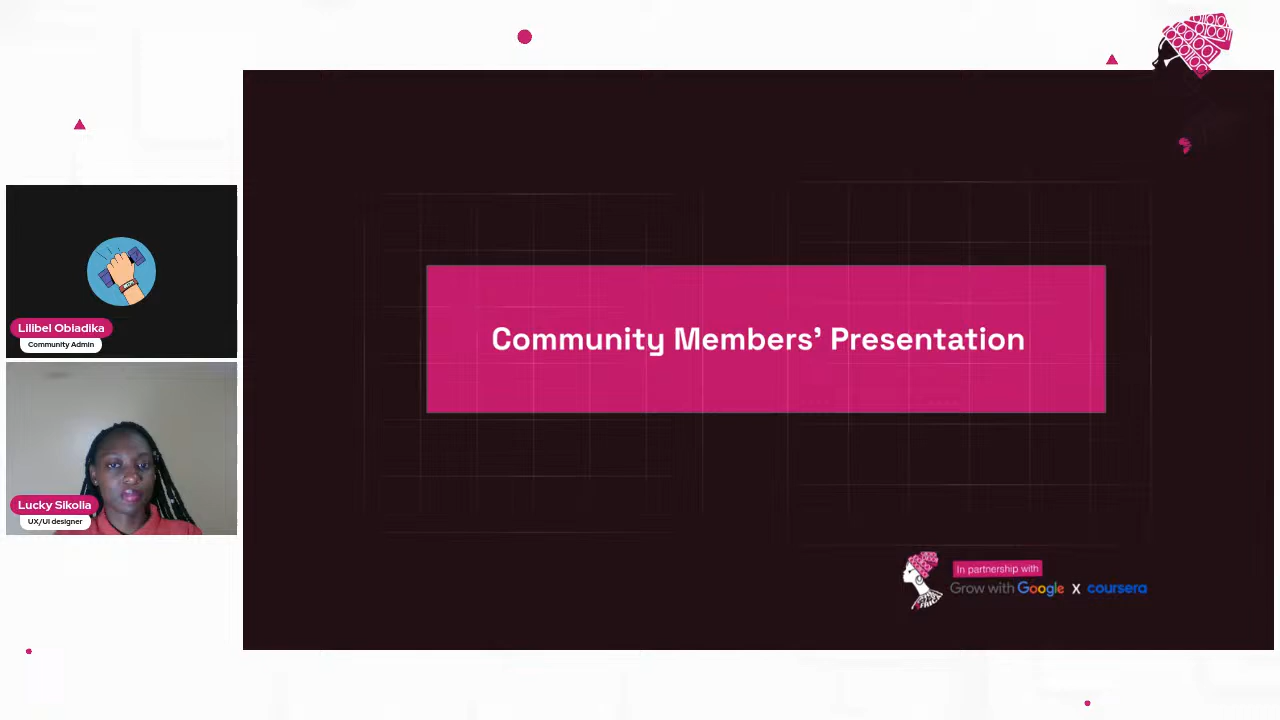 Lilibel Obiadika
Community Admin
Lucky Sikolia
UX/UI designer
Community Members’ Presentation
In partnership with
Grow with Google X coursera